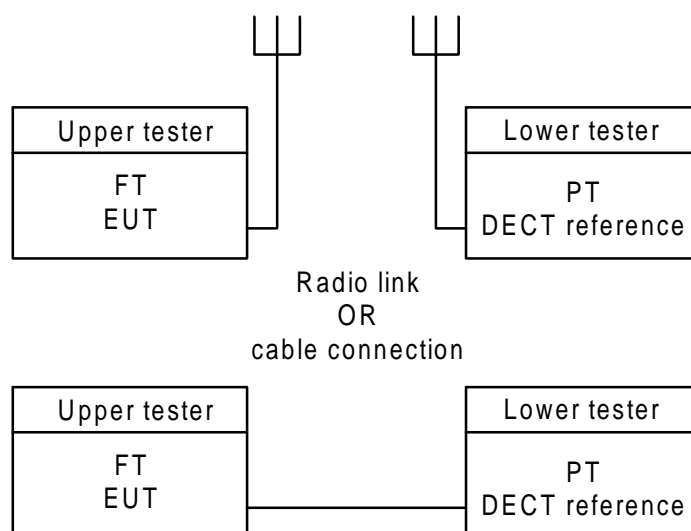 Upper tester
FT
EUT
Lower tester
PT
DECT reference
Radio link
OR
cable connection
Upper tester
FT
EUT
Lower tester
PT
DECT reference